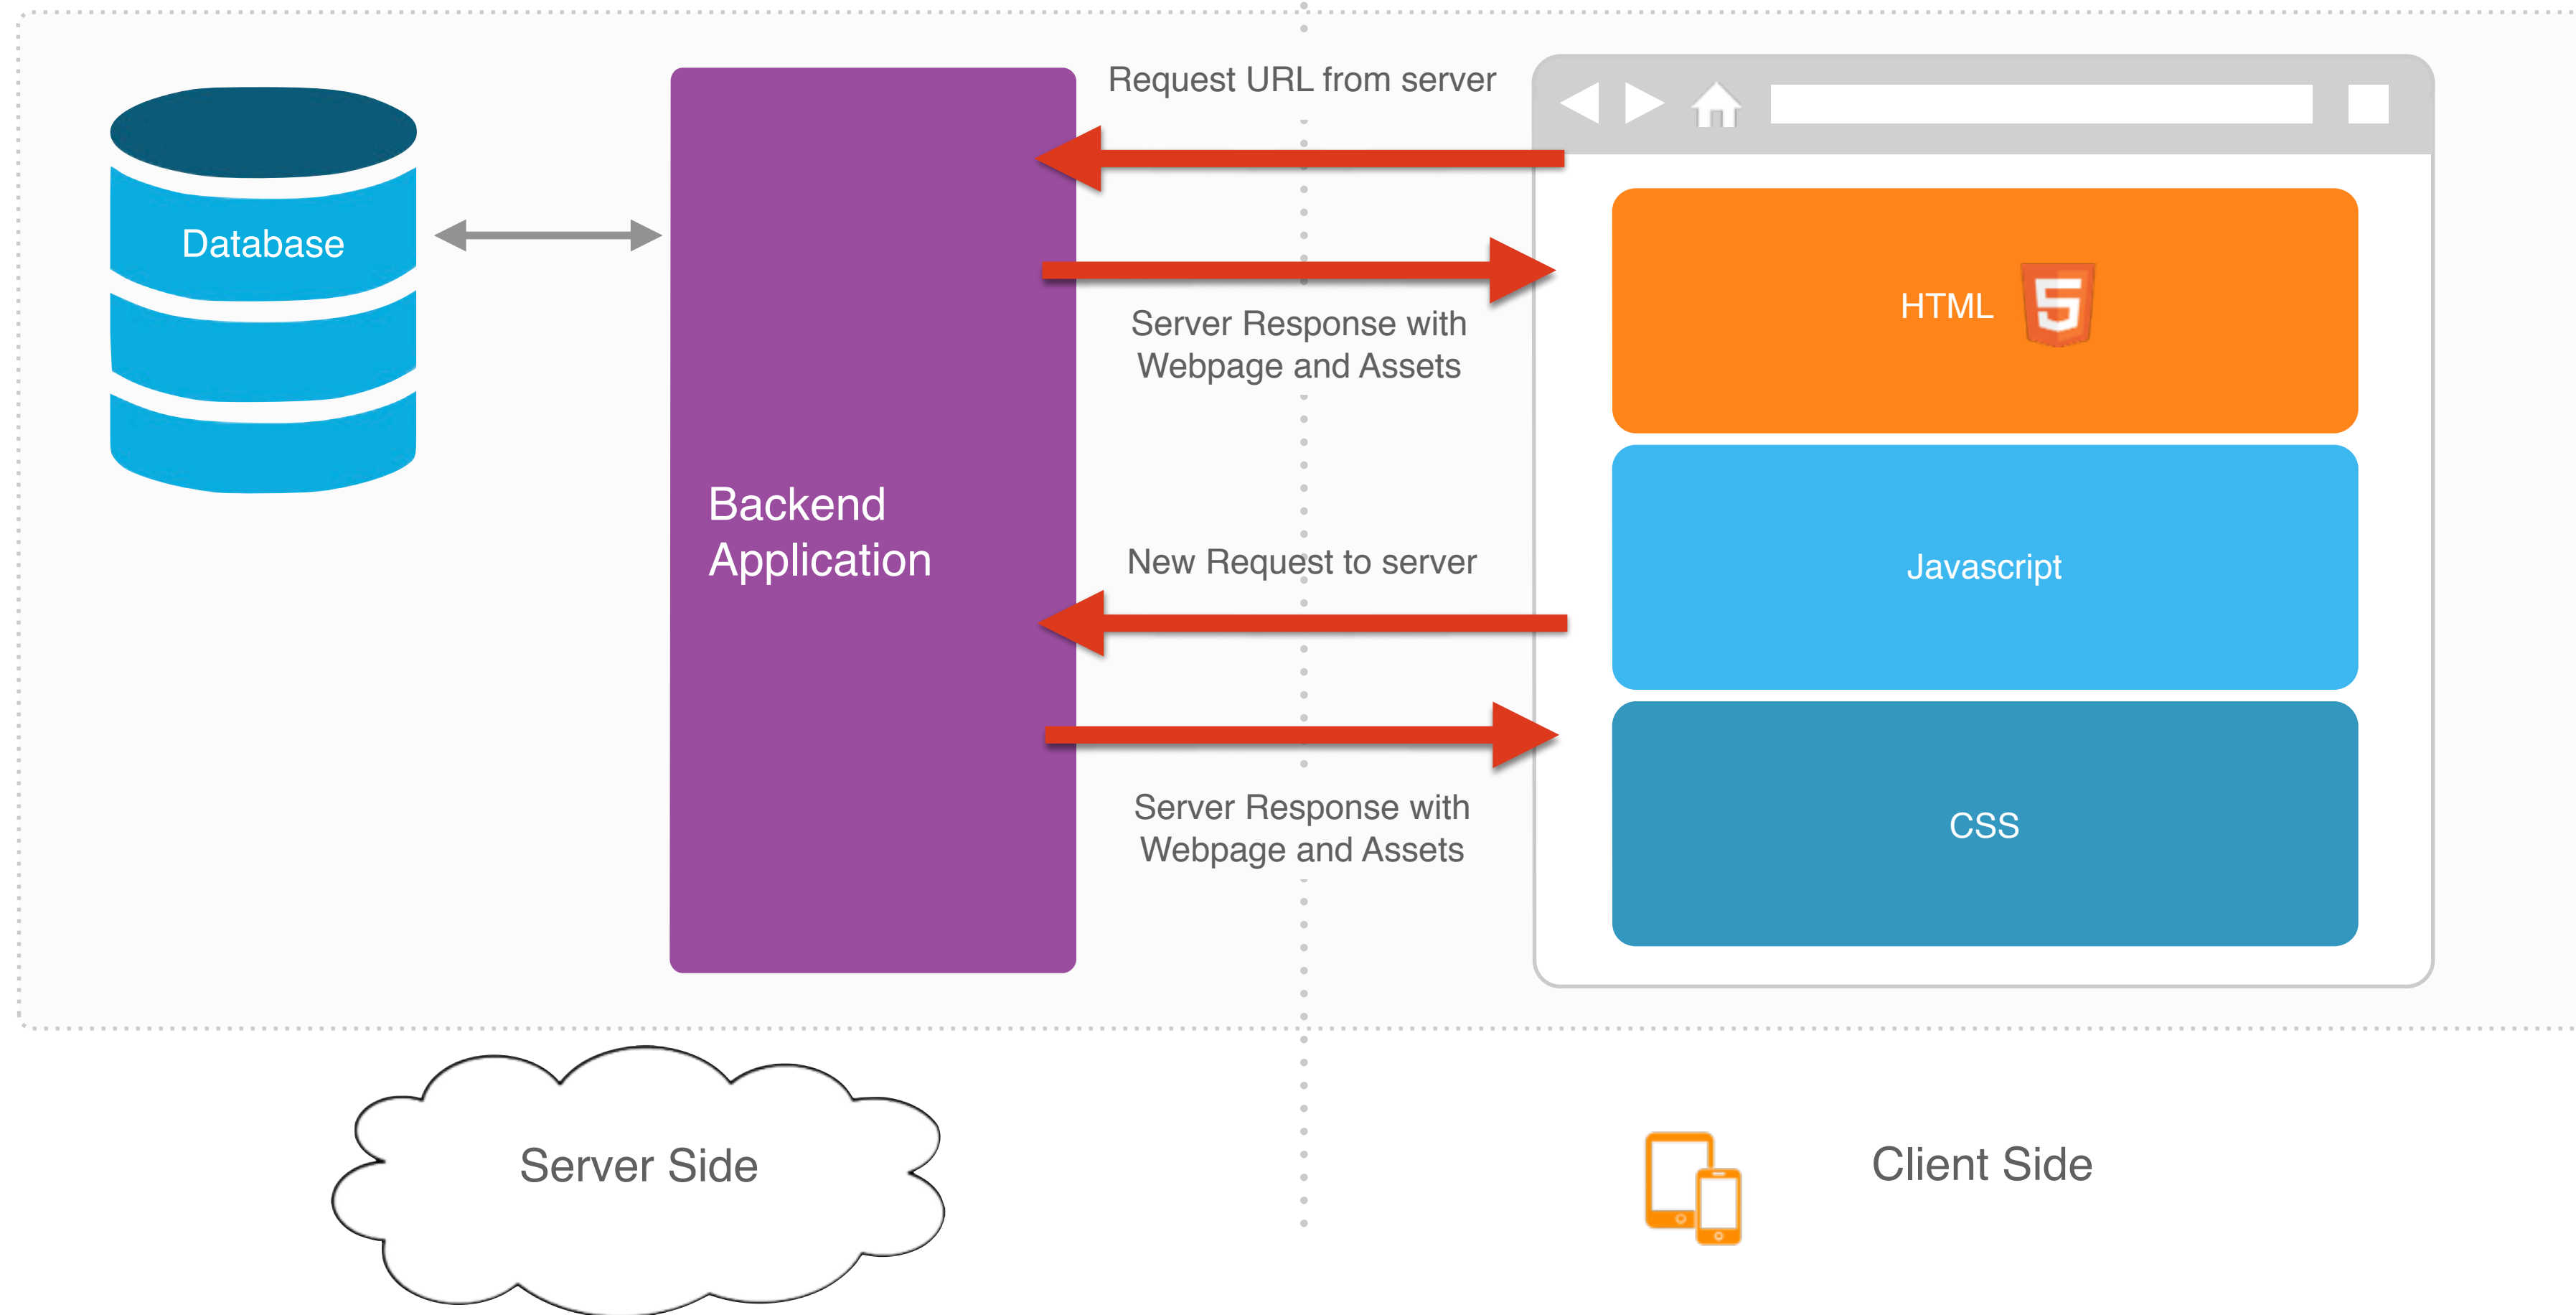 Request URL from server
Database
Server Response with
Webpage and Assets
HTML
5
Backend
Application
New Request to server
Javascript
Server Response with
Webpage and Assets
CSS
Server Side
Client Side